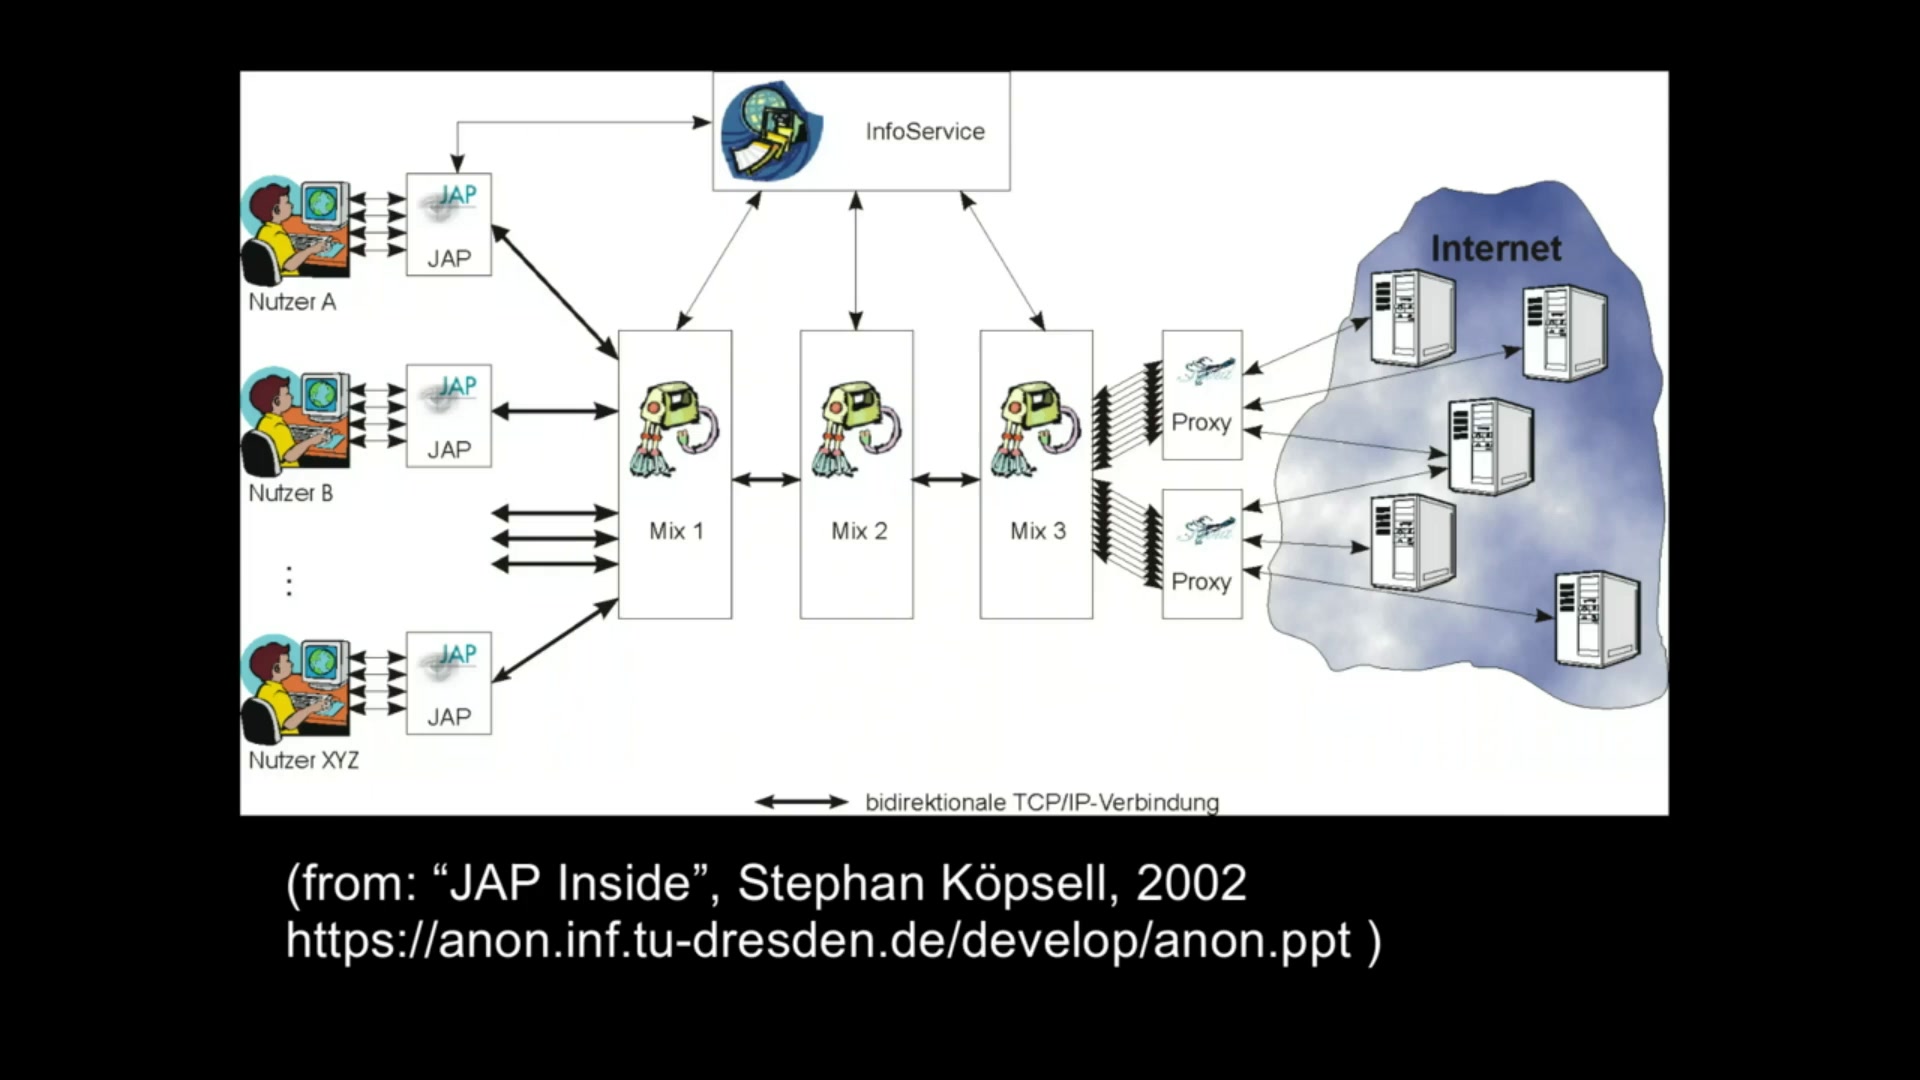 InfoService
JAP
JAP
Nutzer A
JAP
JAP
Nutzer B
JAP
JAP
Nutzer XYZ
Mix 1
Mix 2
Mix 3
Proxy
Proxy
Internet
bidirektionale TCP/IP-Verbindung
(from: “JAP Inside”, Stephan Köpsell, 2002
https://anon.inf.tu-dresden.de/develop/anon.ppt )